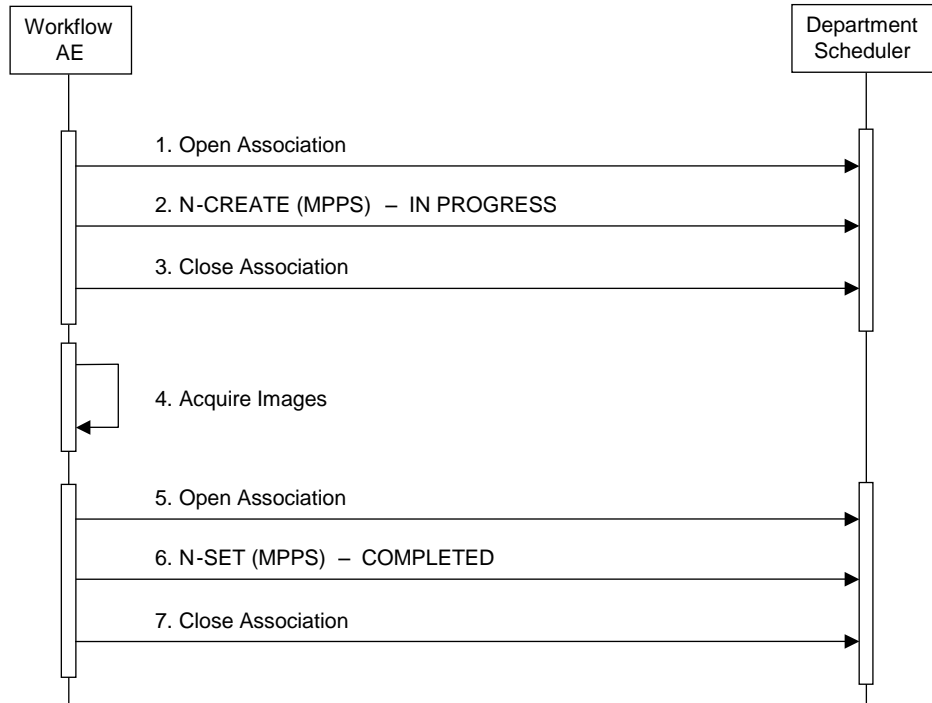 Workflow
AE
Department
Scheduler
1. Open Association
2. N-CREATE (MPPS) – IN PROGRESS
3. Close Association
4. Acquire Images
5. Open Association
6. N-SET (MPPS) – COMPLETED
7. Close Association